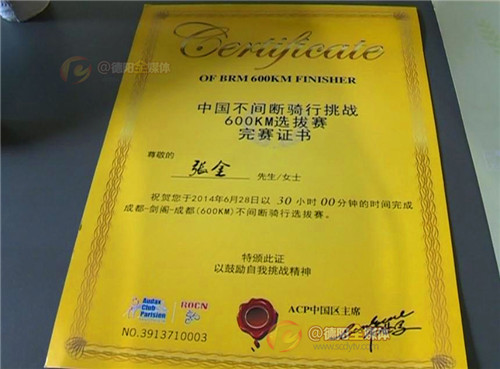 Certificate
@德阳全媒体
OF BRM 600KM FINISHER
中国不间断骑行挑战
600KM选拔赛
完赛证书
尊敬的
张全 先生/女士
祝贺您于2014年6月28日以 30 小时 00分钟的时间完成
成都-剑阁-成都(600KM)不间断骑行选拔赛。
特颁此证
以鼓励自我挑战精神
Audax
Club
Parisien
ROCN
ACP中国区主席
NO.3913710003
@德阳全媒体
www.scdytv.com